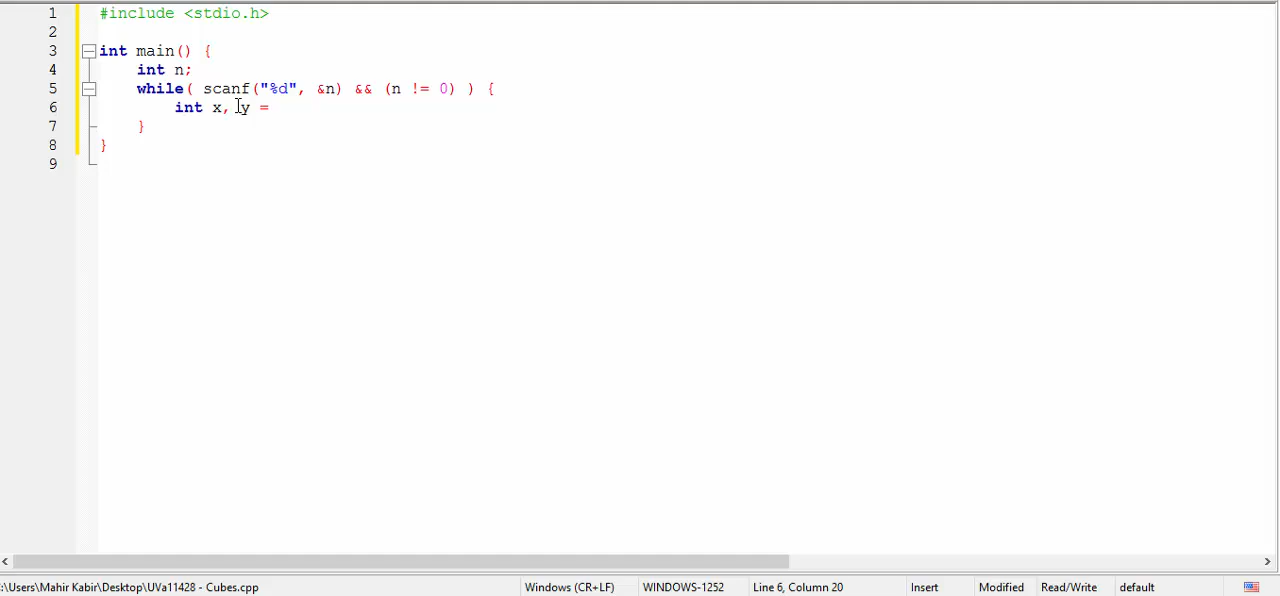 1 #include <stdio.h>
2
3 int main() {
4     int n;
5     while( scanf("%d", &n) && (n != 0) ) {
6         int x, y =
7     }
8 }
9
:\Users\Mahir Kabir\Desktop\UVa11428 - Cubes.cpp Windows (CR+LF) WINDOWS-1252 Line 6, Column 20 Insert Modified Read/Write default